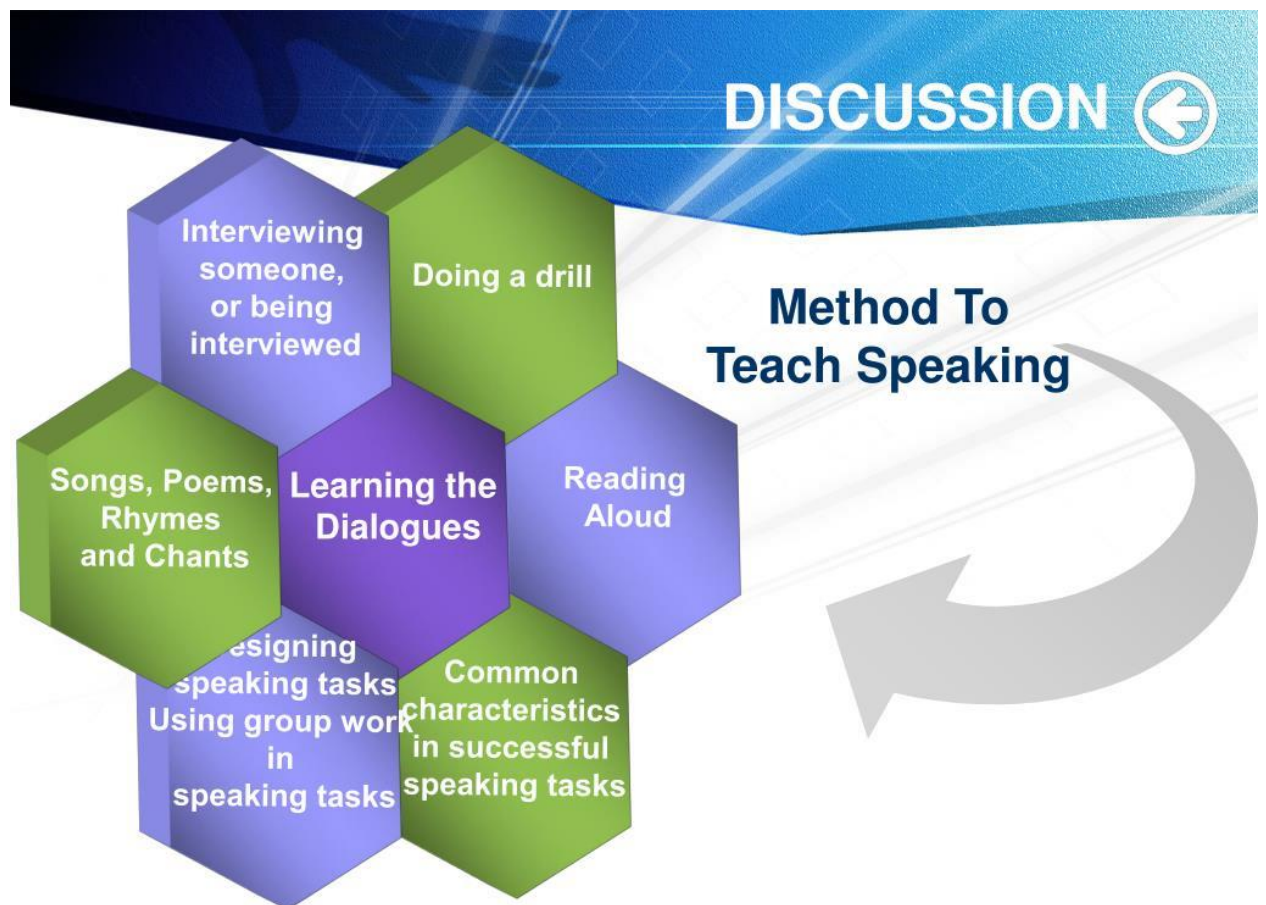 DISCUSSION
Method To
Teach Speaking
Interviewing
someone,
or being
interviewed
Doing a drill
Songs, Poems,
Rhymes
and Chants
Learning the
Dialogues
Reading
Aloud
esigning
speaking tasks
Using group work
in
speaking tasks
Common
characteristics
in successful
speaking tasks